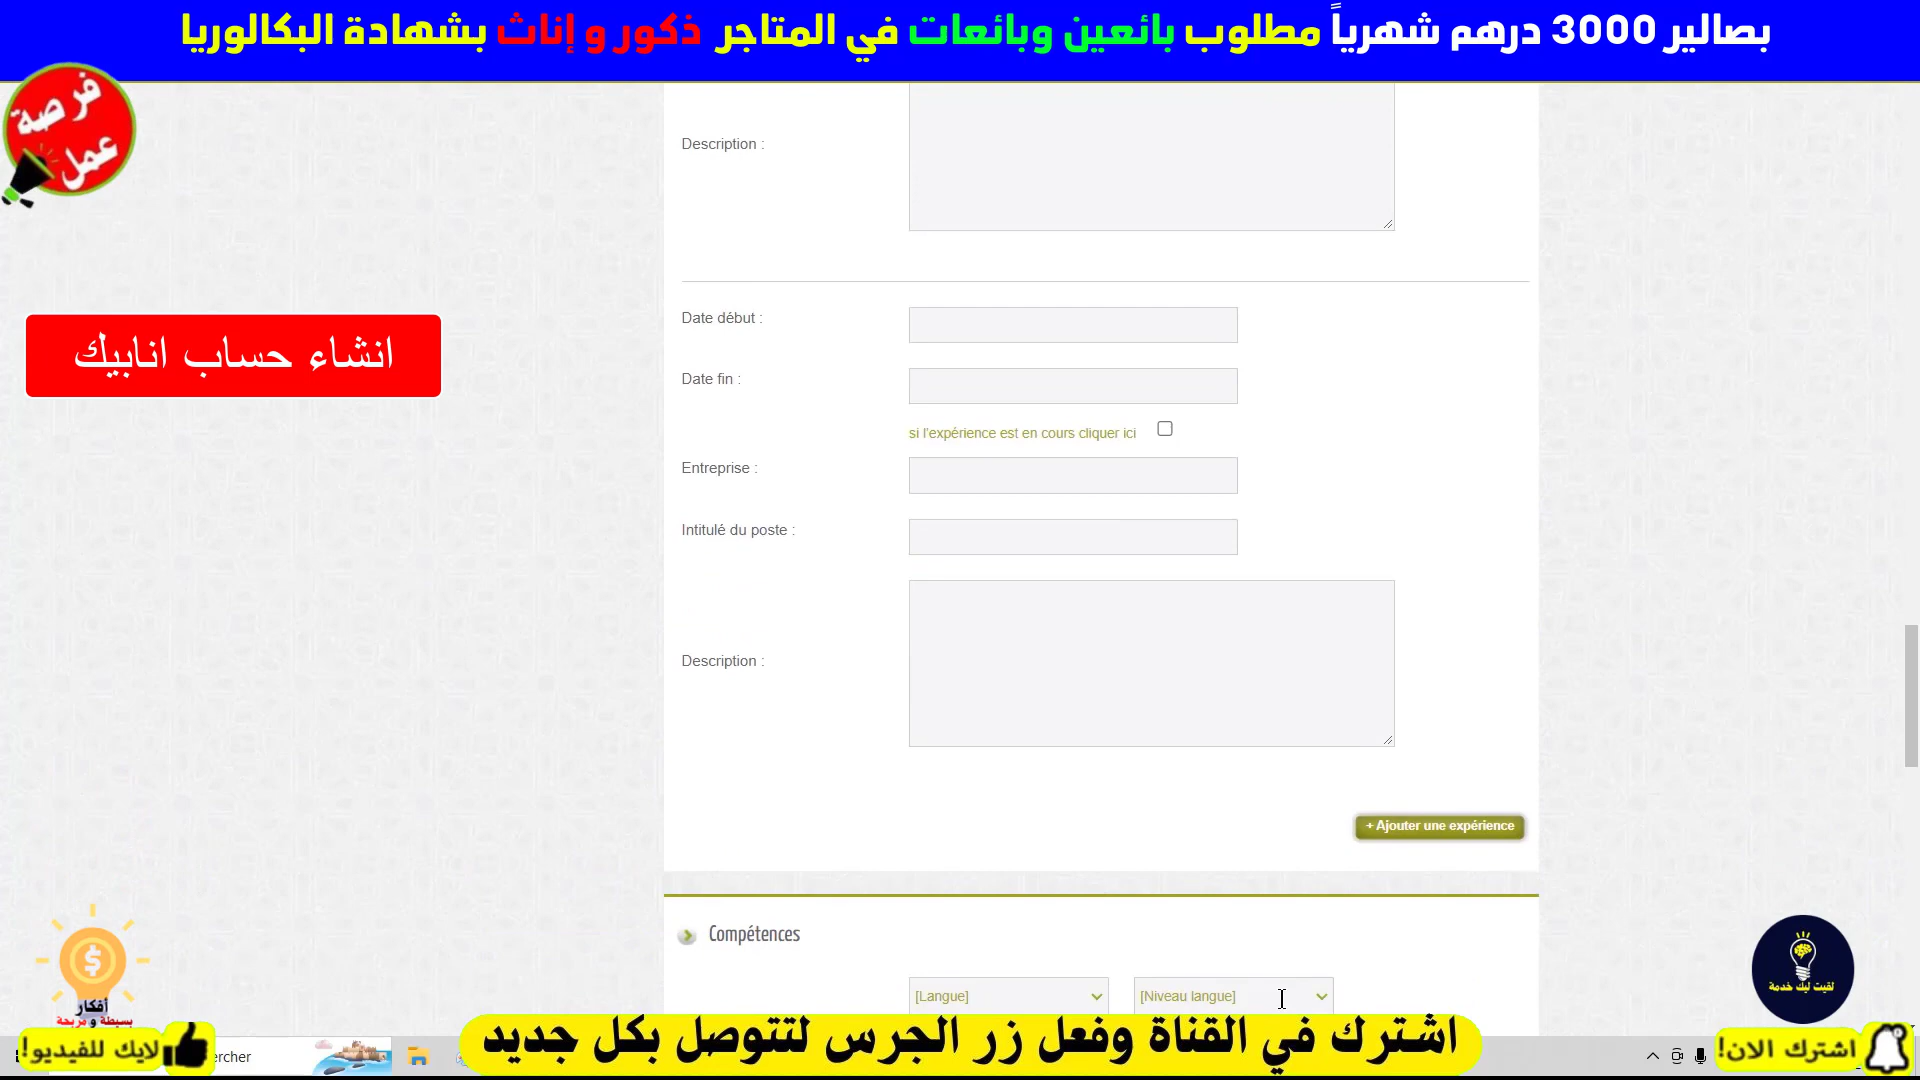 بصالير 3000 درهم شهرياً مطلوب بائعين وبائعات في المتاجر ذكور و إناث بشهادة البكالوريا
فرصة
عمل
Description :
Date début :
انشاء حساب انابيك
Date fin :
si l'expérience est en cours cliquer ici
Entreprise :
Intitulé du poste :
Description :
+ Ajouter une expérience
Compétences
[Langue]
[Niveau langue]
لقيت ليك خدمة
أفكار
بسيطة و مربحة
لايك للفيديو!
ercher
اشترك في القناة وفعل زر الجرس لتتوصل بكل جديد
اشترك الان!